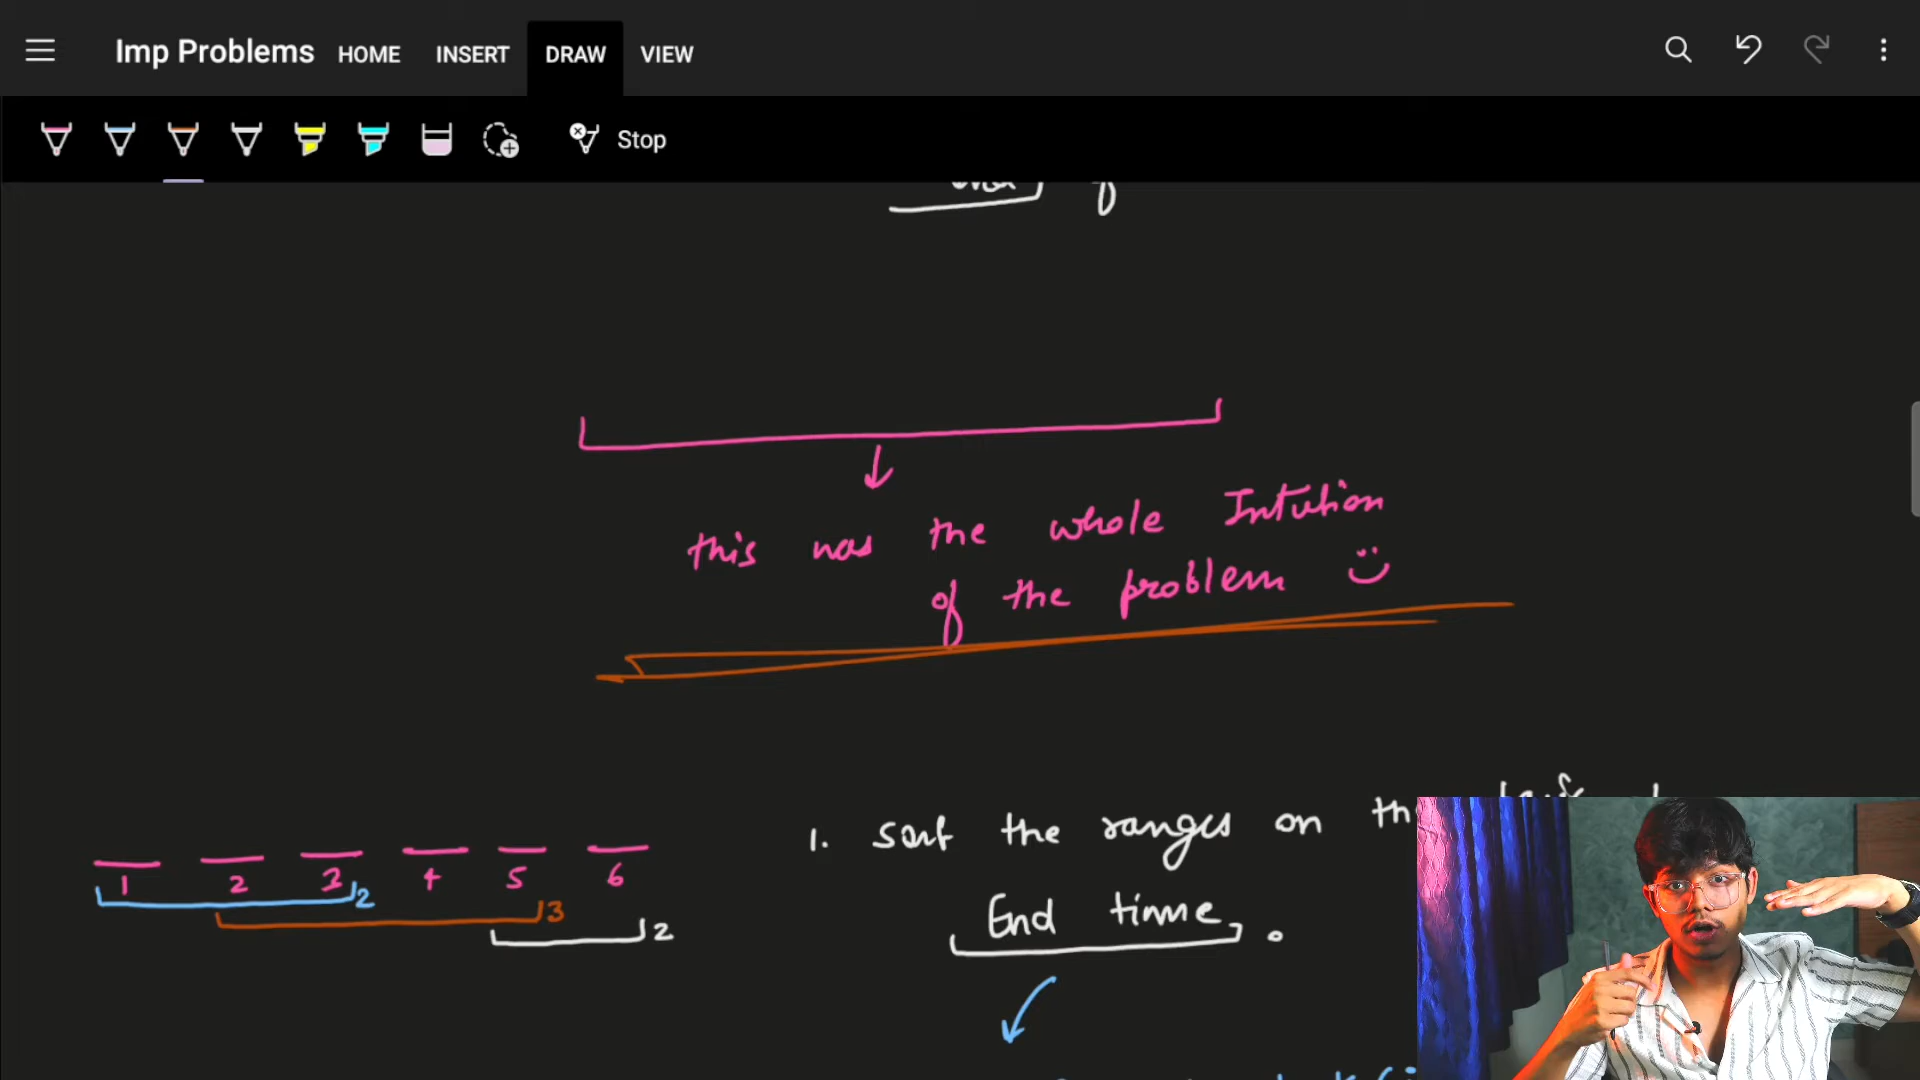 Imp Problems HOME INSERT DRAW VIEW
Stop
this was the whole Intution
of the problem
1 2 3 4 5 6
2
3
2
1. sort the ranges on
End time.